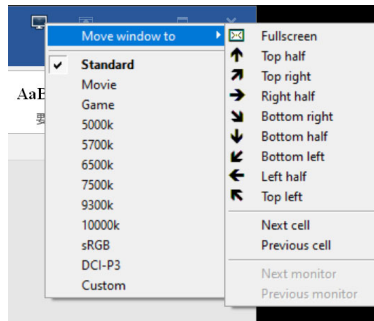 Move window to
Standard
Movie
Game
5000k
5700k
6500k
7500k
9300k
10000k
sRGB
DCI-P3
Custom
Fullscreen
Top half
Top right
Right half
Bottom right
Bottom half
Bottom left
Left half
Top left
Next cell
Previous cell
Next monitor
Previous monitor
AaB
要